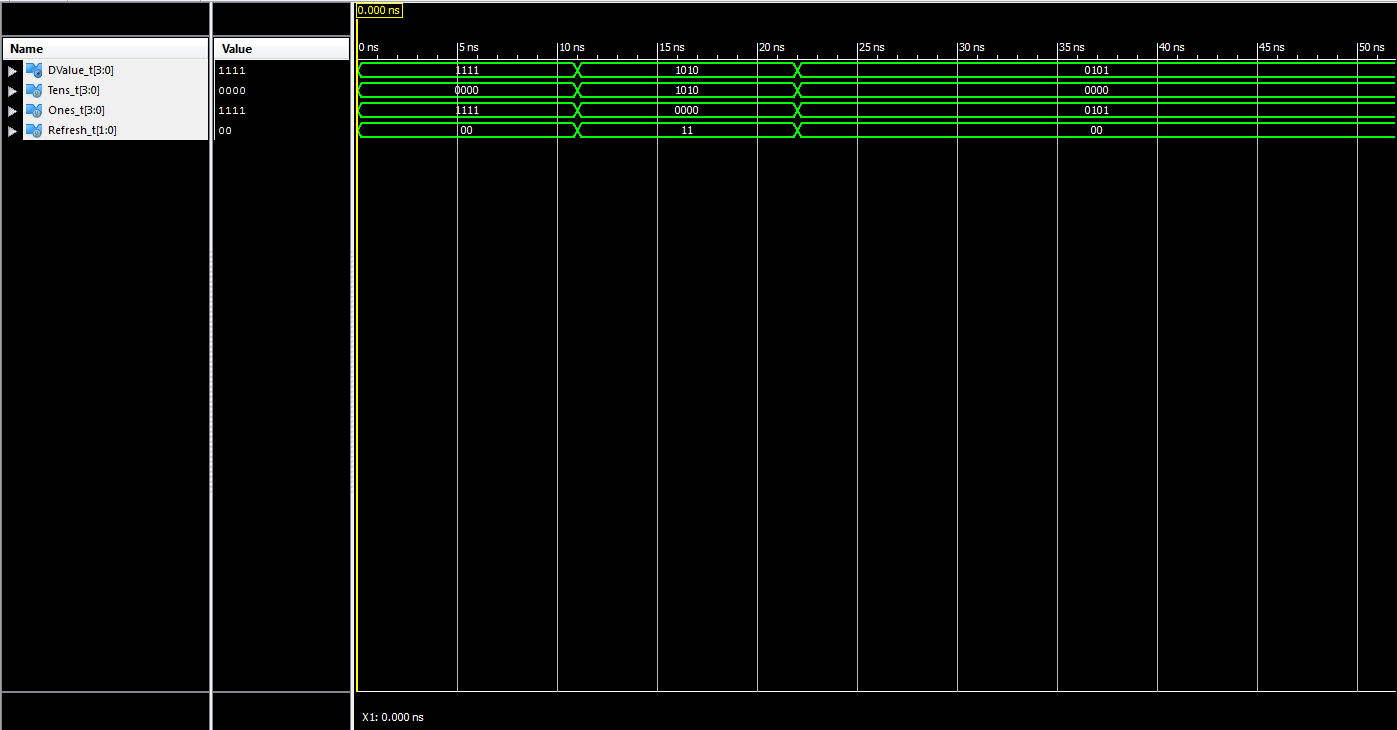 0.000 ns
Name Value 0 ns 5 ns 10 ns 15 ns 20 ns 25 ns 30 ns 35 ns 40 ns 45 ns 50 ns
DValue_t[3:0] 1111 1111 1010 0101
Tens_t[3:0] 0000 0000 1010 0000
Ones_t[3:0] 1111 1111 0000 0101
Refresh_t[1:0] 00 00 11 00
X1: 0.000 ns